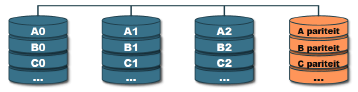 A0 A1 A2 A pariteit
B0 B1 B2 B pariteit
C0 C1 C2 C pariteit
... ... ... ...